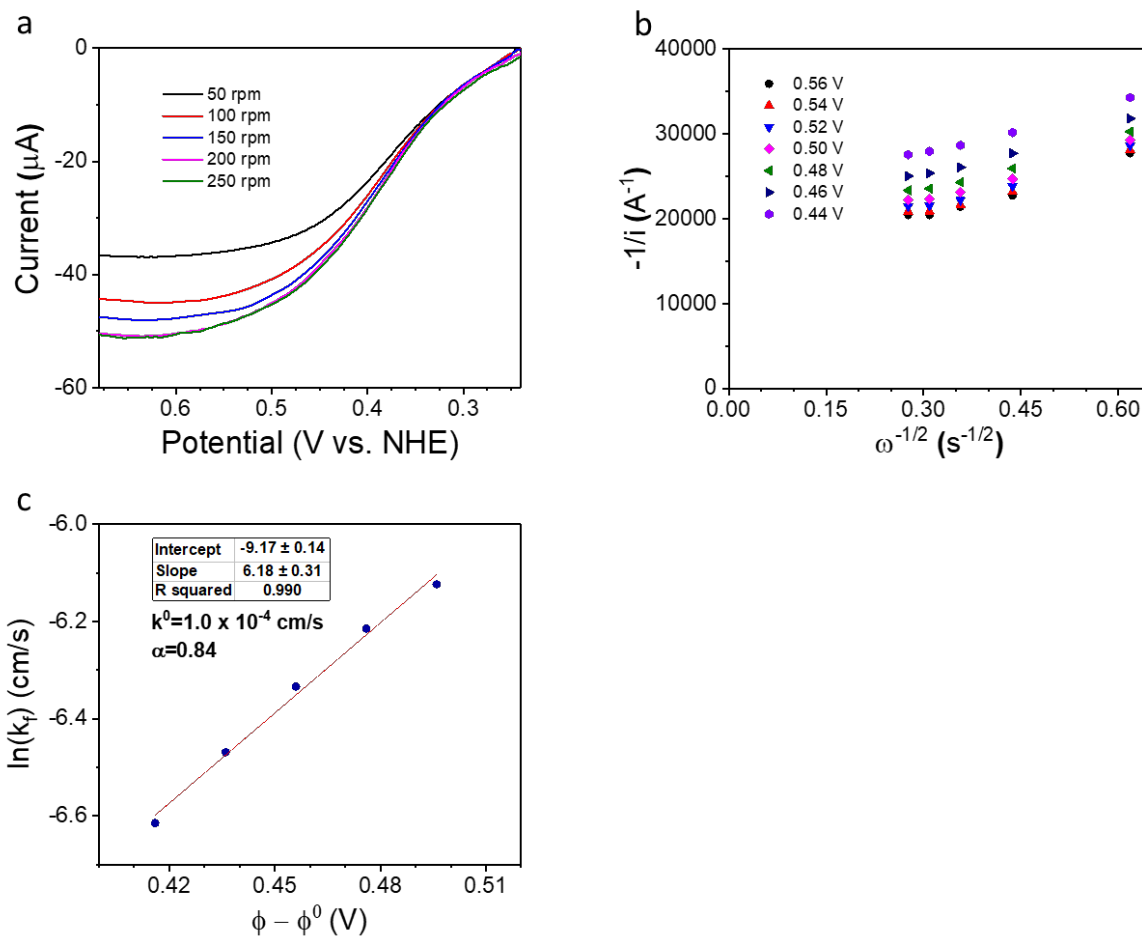 a
0
-20
-40
-60
Current (μA)
50 rpm
100 rpm
150 rpm
200 rpm
250 rpm
0.6 0.5 0.4 0.3
Potential (V vs. NHE)
b
40000
30000
20000
10000
0
-1/i (A⁻¹)
0.56 V
0.54 V
0.52 V
0.50 V
0.48 V
0.46 V
0.44 V
0.00 0.15 0.30 0.45 0.60
ω⁻¹/² (s⁻¹/²)
c
-6.0
-6.2
-6.4
-6.6
ln(k_f) (cm/s)
Intercept -9.17 ± 0.14
Slope 6.18 ± 0.31
R squared 0.990
k⁰=1.0 x 10⁻⁴ cm/s
α=0.84
0.42 0.45 0.48 0.51
ϕ − ϕ⁰ (V)